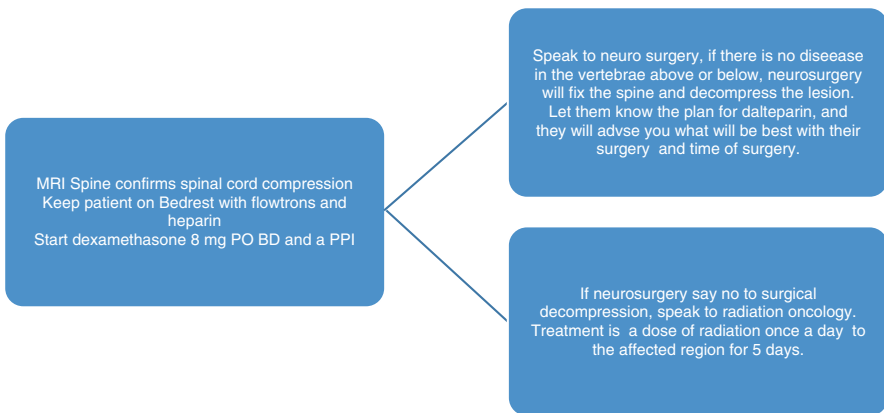 MRI Spine confirms spinal cord compression
Keep patient on Bedrest with flowtrons and
heparin
Start dexamethasone 8 mg PO BD and a PPI
Speak to neuro surgery, if there is no diseease
in the vertebrae above or below, neurosurgery
will fix the spine and decompress the lesion.
Let them know the plan for dalteparin, and
they will advse you what will be best with their
surgery and time of surgery.
If neurosurgery say no to surgical
decompression, speak to radiation oncology.
Treatment is a dose of radiation once a day to
the affected region for 5 days.